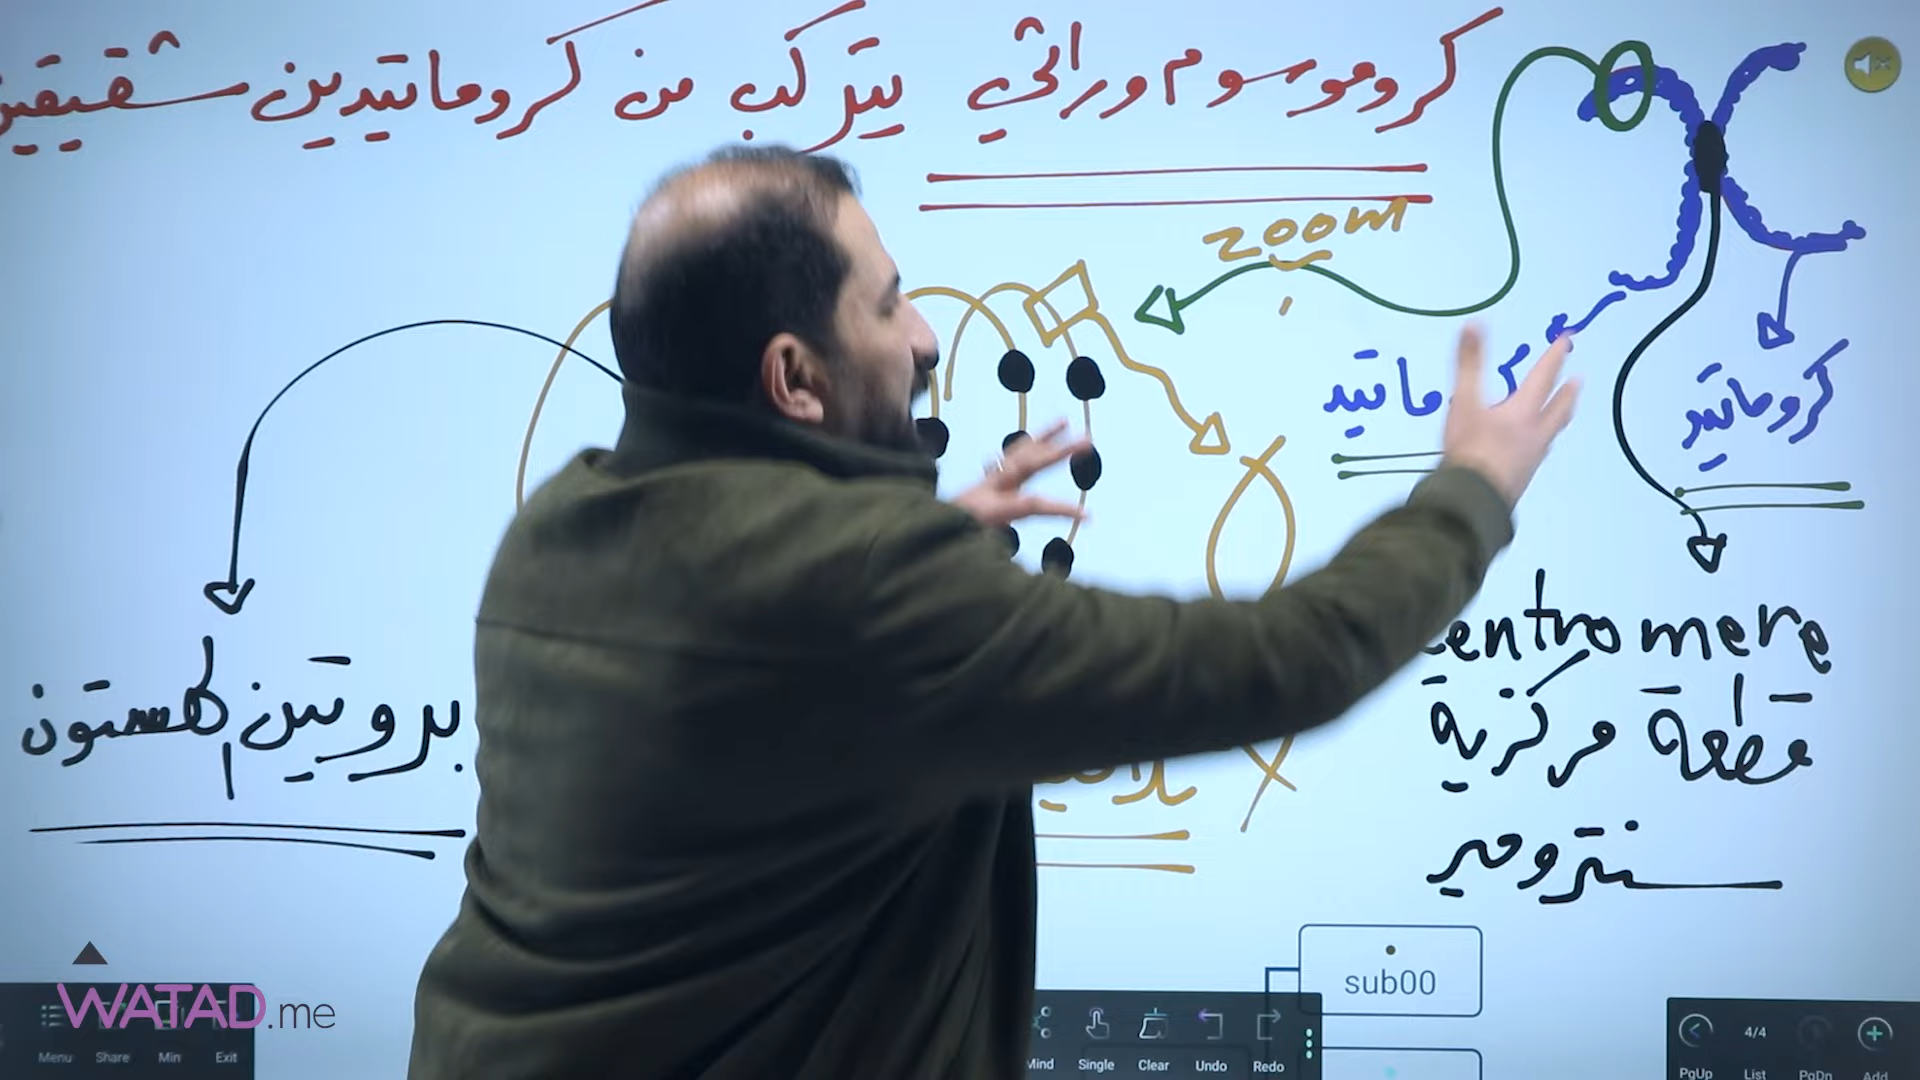 كروموسوم وراثي يتركب من كروماتيدين شقيقين
zoom
كروماتيد
كروماتيد
centromere
قطعة مركزية
سنترومير
بروتين الهستون
sub00
WATAD.me
Menu Share Min Exit
Mind Single Clear Undo Redo
4/4
PgUp List PgDn Add